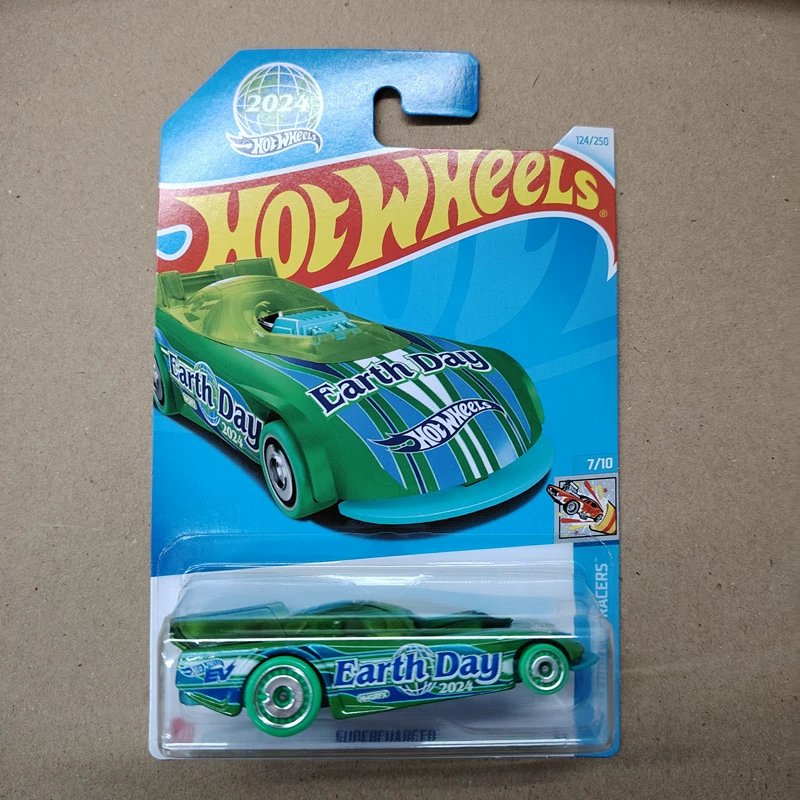 2024
HOT WHEELS
124/250
HOT WHEELS
®
Earth Day
Earth Day
2024
HOT WHEELS
7/10
RACERS™
Earth Day
2024
EV
SUPERCHARGED